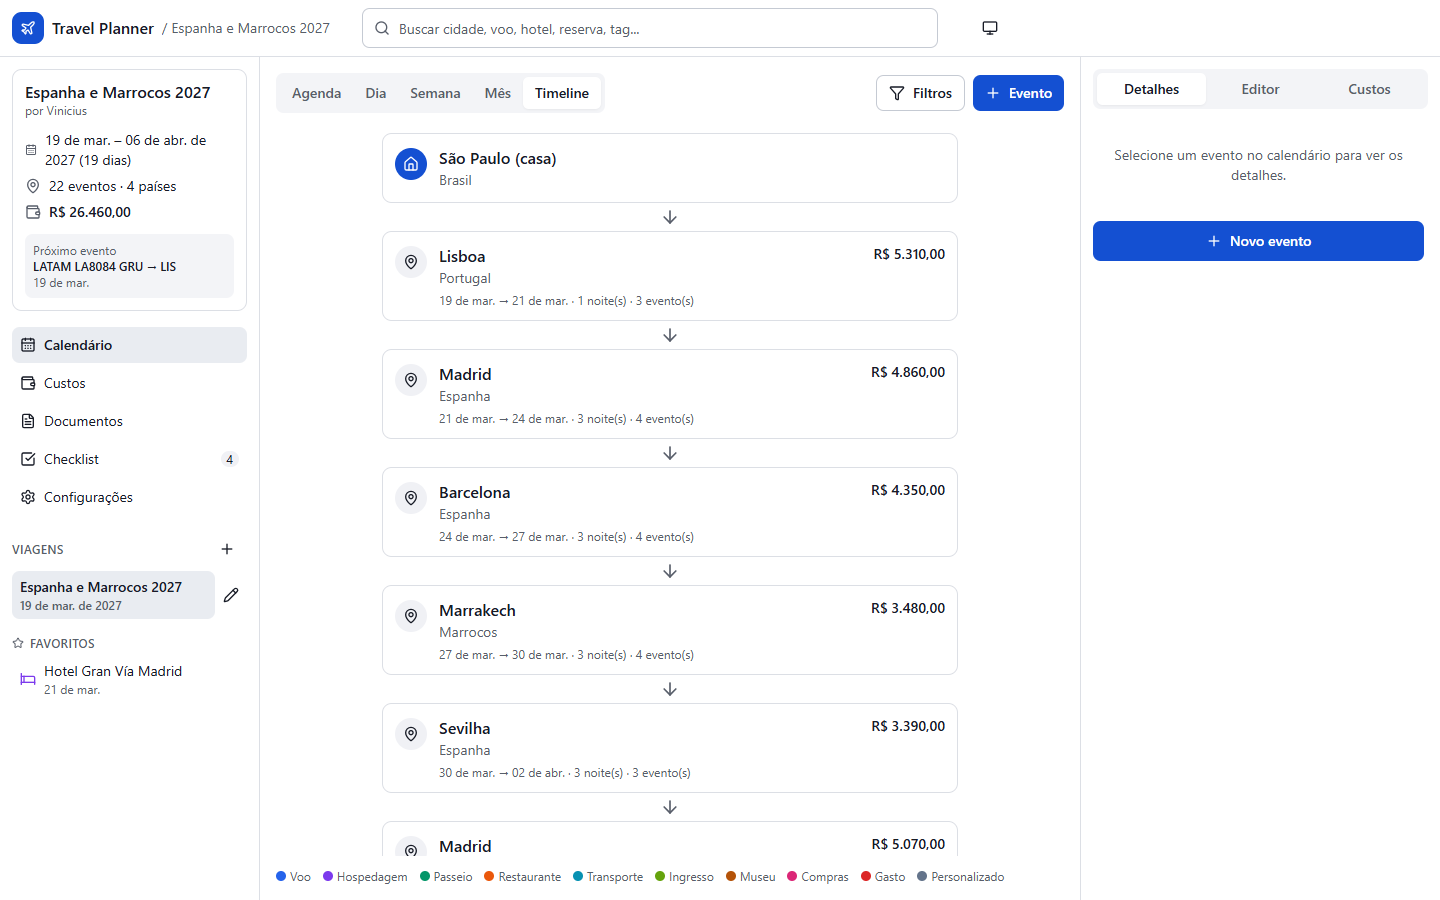 Travel Planner / Espanha e Marrocos 2027
Buscar cidade, voo, hotel, reserva, tag...
Espanha e Marrocos 2027
por Vinicius
19 de mar. – 06 de abr. de
2027 (19 dias)
22 eventos · 4 países
R$ 26.460,00
Próximo evento
LATAM LA8084 GRU → LIS
19 de mar.
Calendário
Custos
Documentos
Checklist 4
Configurações
VIAGENS
Espanha e Marrocos 2027
19 de mar. de 2027
FAVORITOS
Hotel Gran Vía Madrid
21 de mar.
Agenda Dia Semana Mês Timeline
Filtros
Evento
São Paulo (casa)
Brasil
Lisboa R$ 5.310,00
Portugal
19 de mar. → 21 de mar. · 1 noite(s) · 3 evento(s)
Madrid R$ 4.860,00
Espanha
21 de mar. → 24 de mar. · 3 noite(s) · 4 evento(s)
Barcelona R$ 4.350,00
Espanha
24 de mar. → 27 de mar. · 3 noite(s) · 4 evento(s)
Marrakech R$ 3.480,00
Marrocos
27 de mar. → 30 de mar. · 3 noite(s) · 4 evento(s)
Sevilha R$ 3.390,00
Espanha
30 de mar. → 02 de abr. · 3 noite(s) · 3 evento(s)
Madrid R$ 5.070,00
Voo Hospedagem Passeio Restaurante Transporte Ingresso Museu Compras Gasto Personalizado
Detalhes Editor Custos
Selecione um evento no calendário para ver os
detalhes.
Novo evento